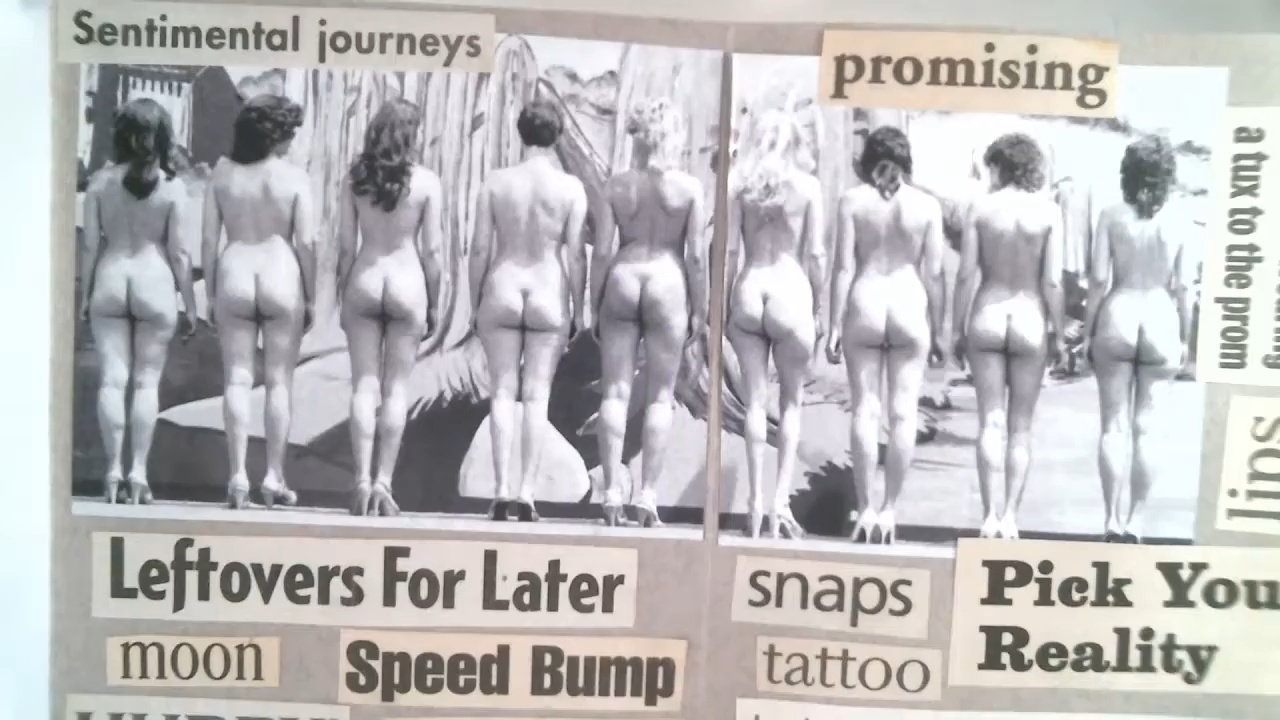 Sentimental journeys
promising
a tux to the prom
Leftovers For Later
snaps
Pick You
Reality
moon
Speed Bump
tattoo